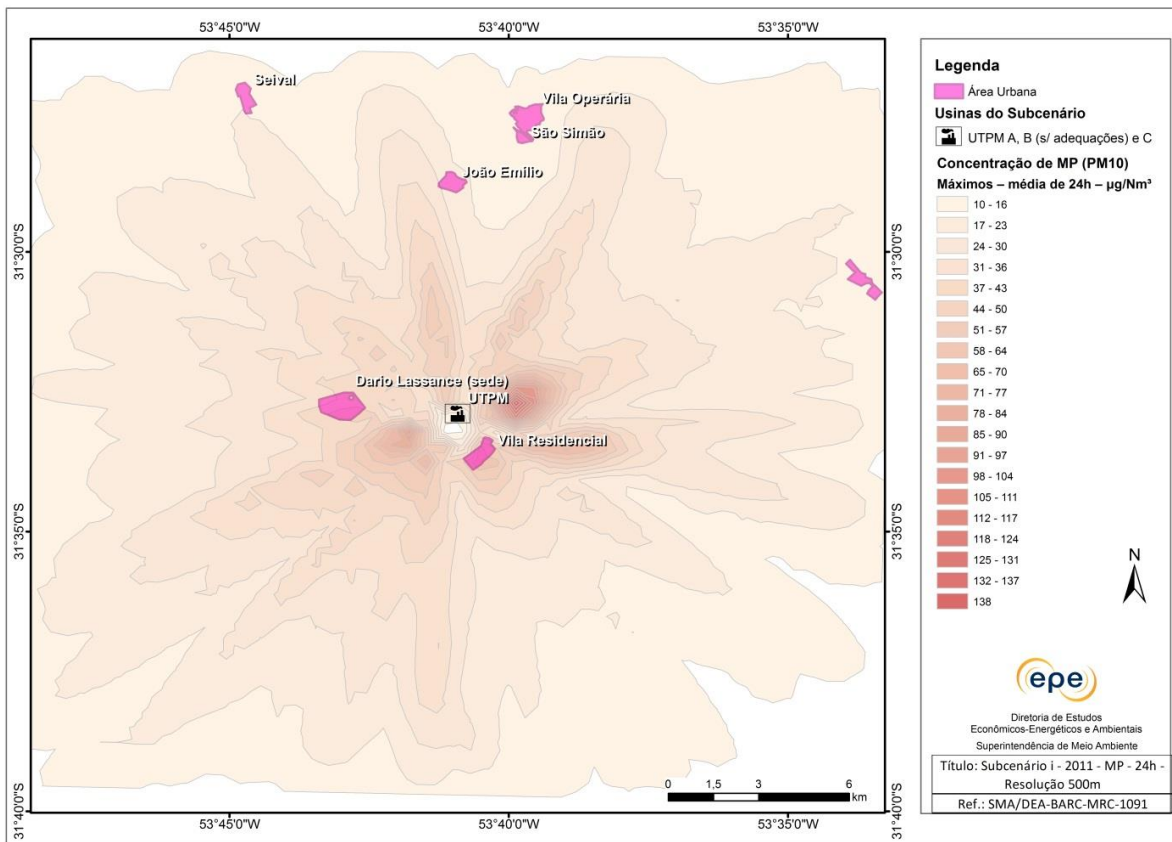 53°45'0"W
53°40'0"W
53°35'0"W
Seival
Vila Operária
São Simão
João Emílio
31°30'0"S
31°30'0"S
Dario Lassance (sede)
UTPM
Vila Residencial
31°35'0"S
31°35'0"S
0 1,5 3 6
km
31°40'0"S
31°40'0"S
53°45'0"W
53°40'0"W
53°35'0"W
Legenda
Área Urbana
Usinas do Subcenário
UTPM A, B (s/ adequações) e C
Concentração de MP (PM10)
Máximos – média de 24h – µg/Nm³
10 - 16
17 - 23
24 - 30
31 - 36
37 - 43
44 - 50
51 - 57
58 - 64
65 - 70
71 - 77
78 - 84
85 - 90
91 - 97
98 - 104
105 - 111
112 - 117
118 - 124
125 - 131
132 - 137
138
N
epe
Diretoria de Estudos
Econômicos-Energéticos e Ambientais
Superintendência de Meio Ambiente
Título: Subcenário i - 2011 - MP - 24h -
Resolução 500m
Ref.: SMA/DEA-BARC-MRC-1091